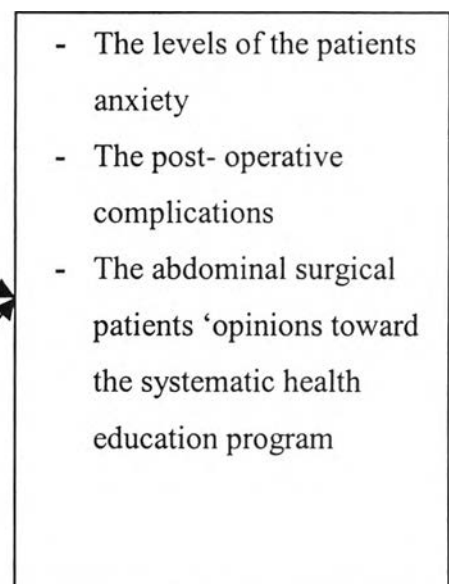 - The levels of the patients
anxiety
- The post- operative
complications
- The abdominal surgical
patients ‘opinions toward
the systematic health
education program